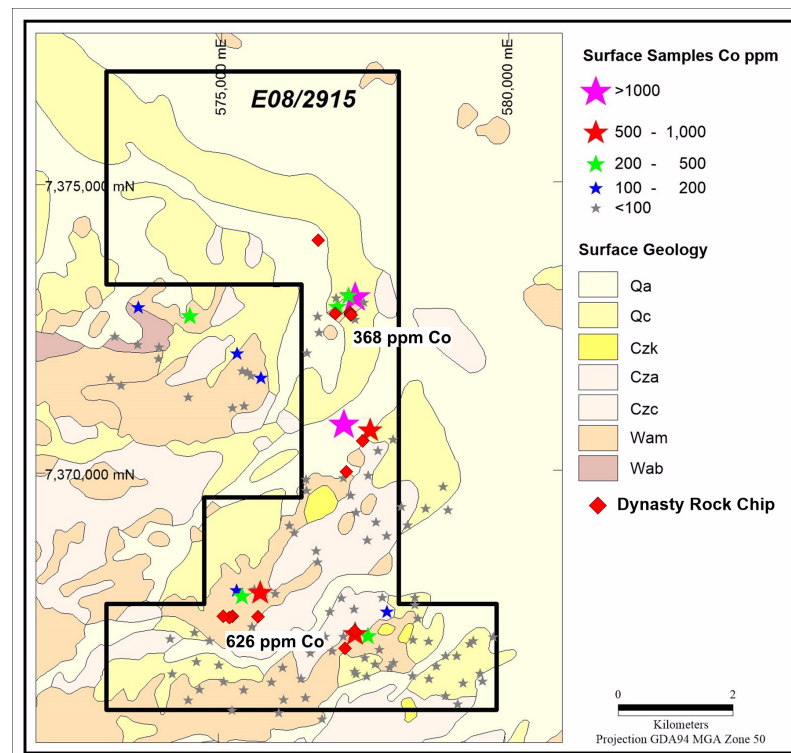 575,000 mE
580,000 mE
E08/2915
7,375,000 mN
368 ppm Co
7,370,000 mN
626 ppm Co
Surface Samples Co ppm
>1000
500 - 1,000
200 - 500
100 - 200
<100
Surface Geology
Qa
Qc
Czk
Cza
Czc
Wam
Wab
Dynasty Rock Chip
0 2
Kilometers
Projection GDA94 MGA Zone 50